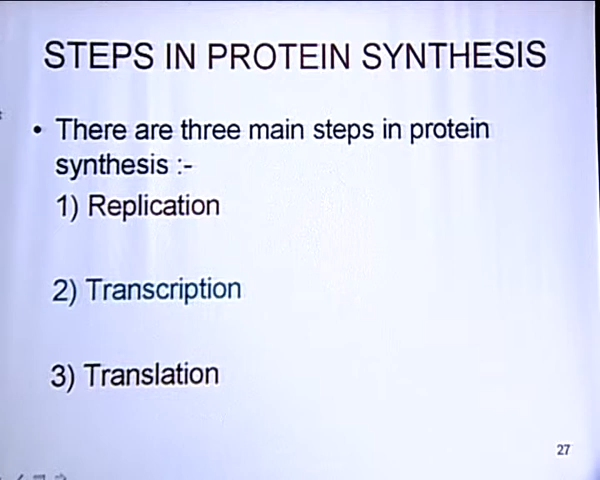 STEPS IN PROTEIN SYNTHESIS
• There are three main steps in protein
synthesis :-
1) Replication
2) Transcription
3) Translation
27